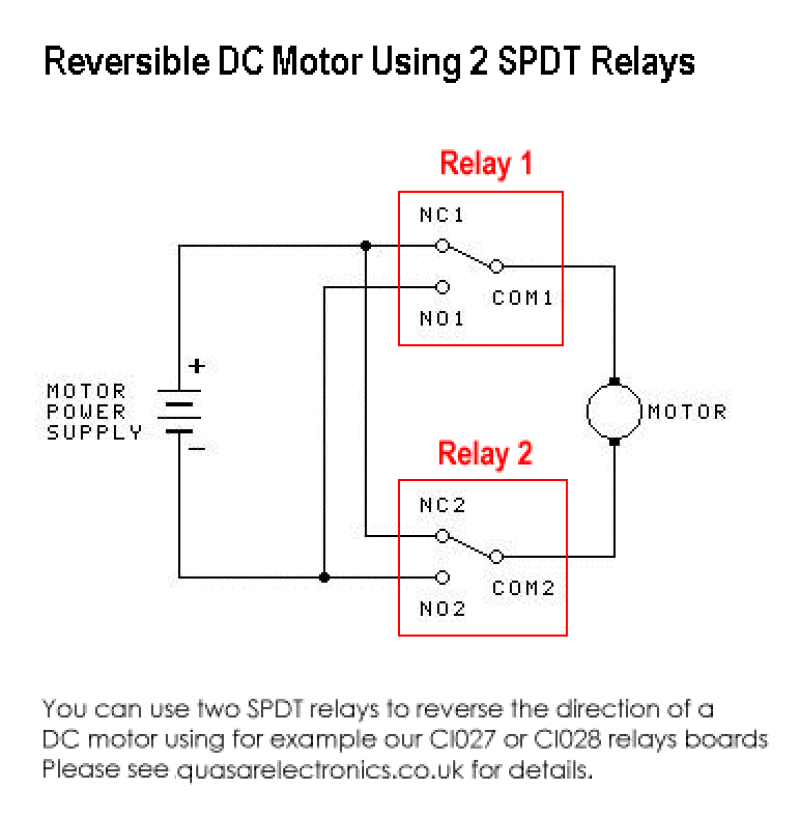 Reversible DC Motor Using 2 SPDT Relays
Relay 1
NC1
COM1
NO1
+
MOTOR
POWER
SUPPLY
−
MOTOR
Relay 2
NC2
COM2
NO2
You can use two SPDT relays to reverse the direction of a
DC motor using for example our CI027 or CI028 relays boards
Please see quasarelectronics.co.uk for details.